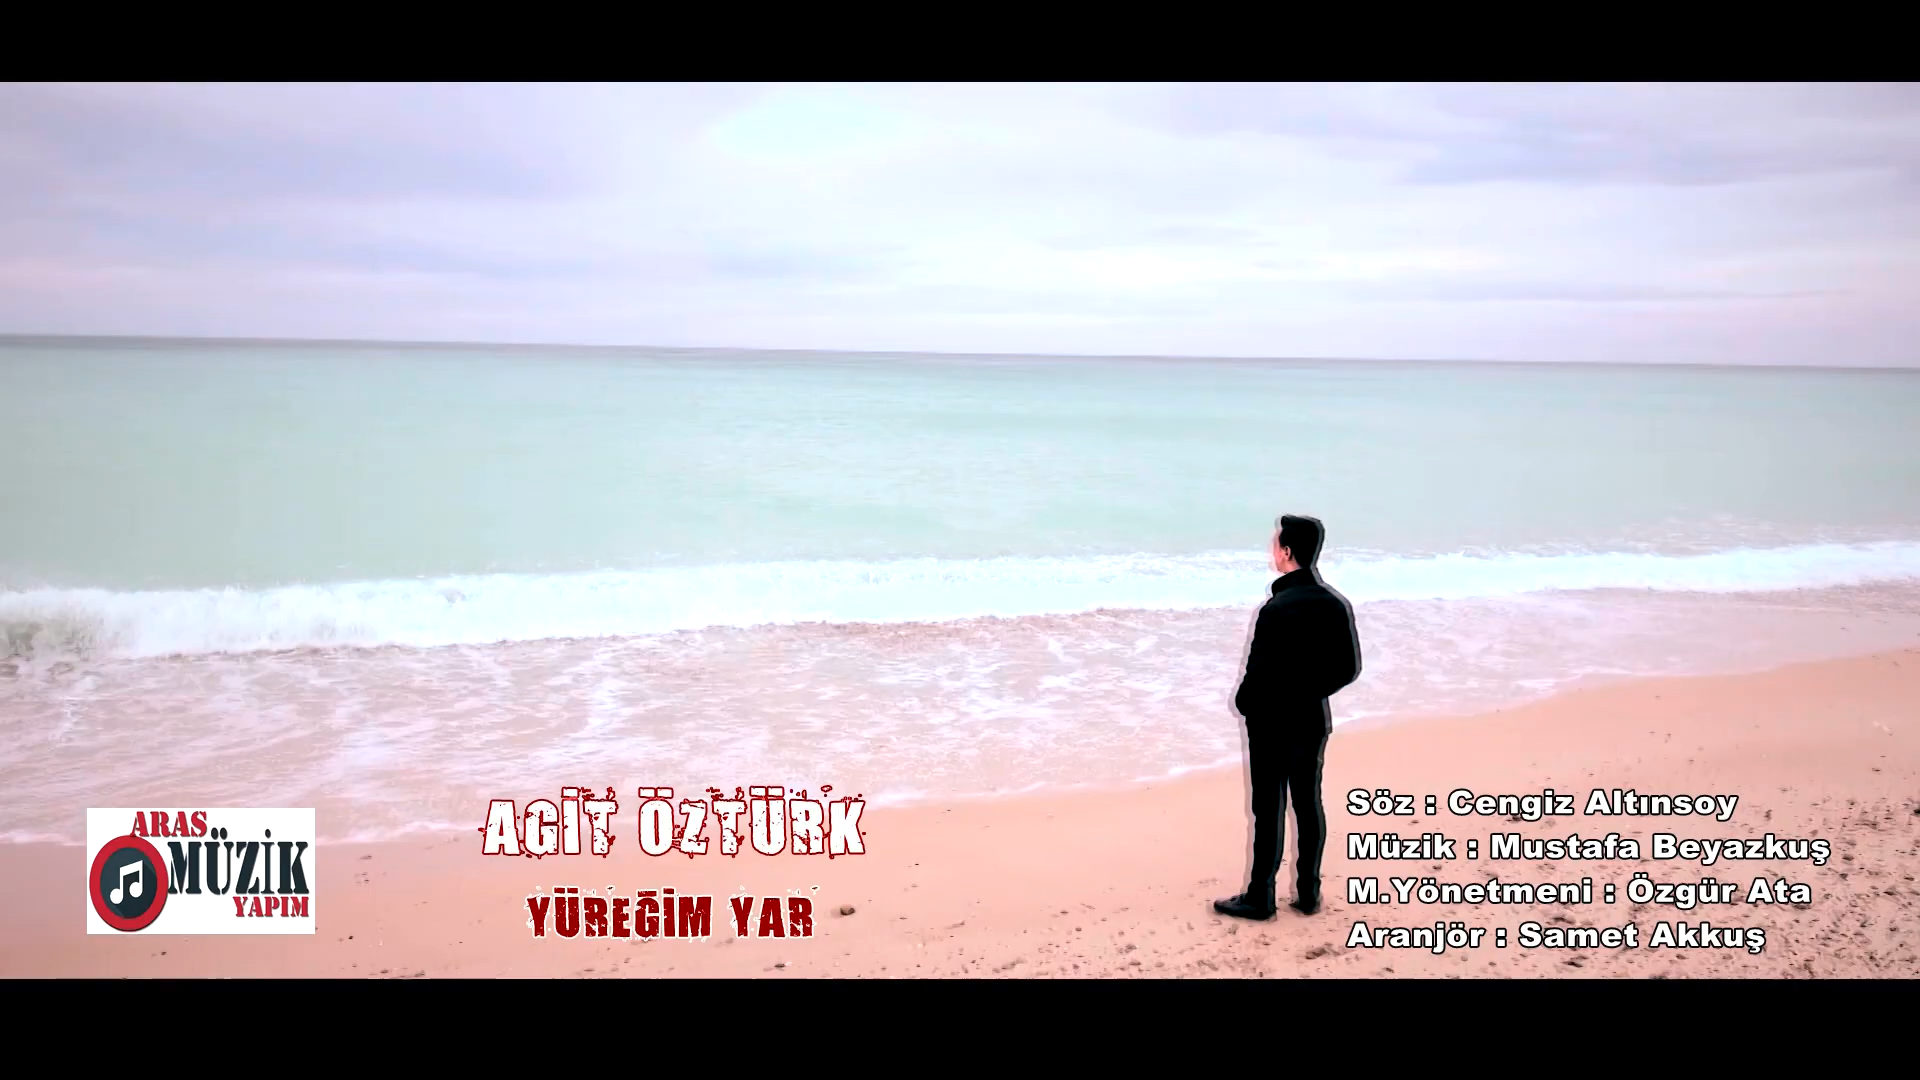 ARAS
MÜZİK
YAPIM
AGİT ÖZTÜRK
YÜREĞİM YAR
Söz : Cengiz Altınsoy
Müzik : Mustafa Beyazkuş
M.Yönetmeni : Özgür Ata
Aranjör : Samet Akkuş